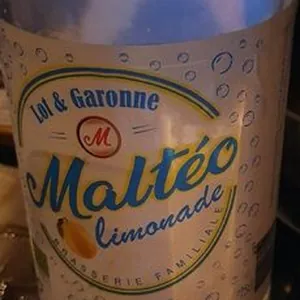 Lot & Garonne
M
Maltéo
limonade
BRASSERIE FAMILIALE